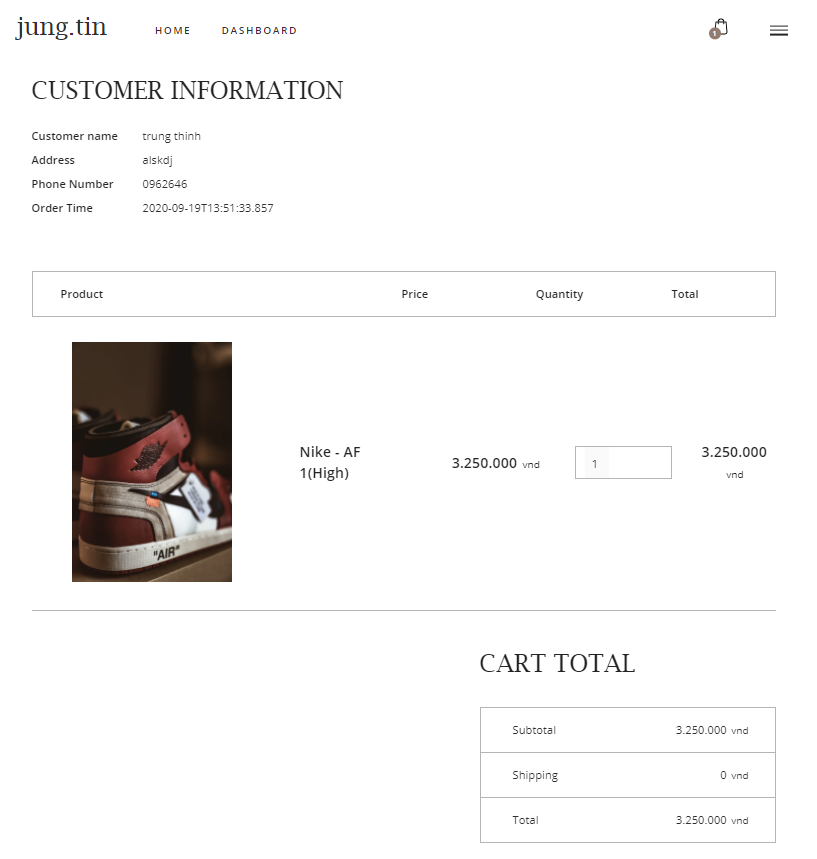 jung.tin
HOME
DASHBOARD
1
CUSTOMER INFORMATION
Customer name trung thinh
Address alskdj
Phone Number 0962646
Order Time 2020-09-19T13:51:33.857
Product Price Quantity Total
"AIR"
Nike - AF
1(High)
3.250.000 vnd
1
3.250.000
vnd
CART TOTAL
Subtotal 3.250.000 vnd
Shipping 0 vnd
Total 3.250.000 vnd